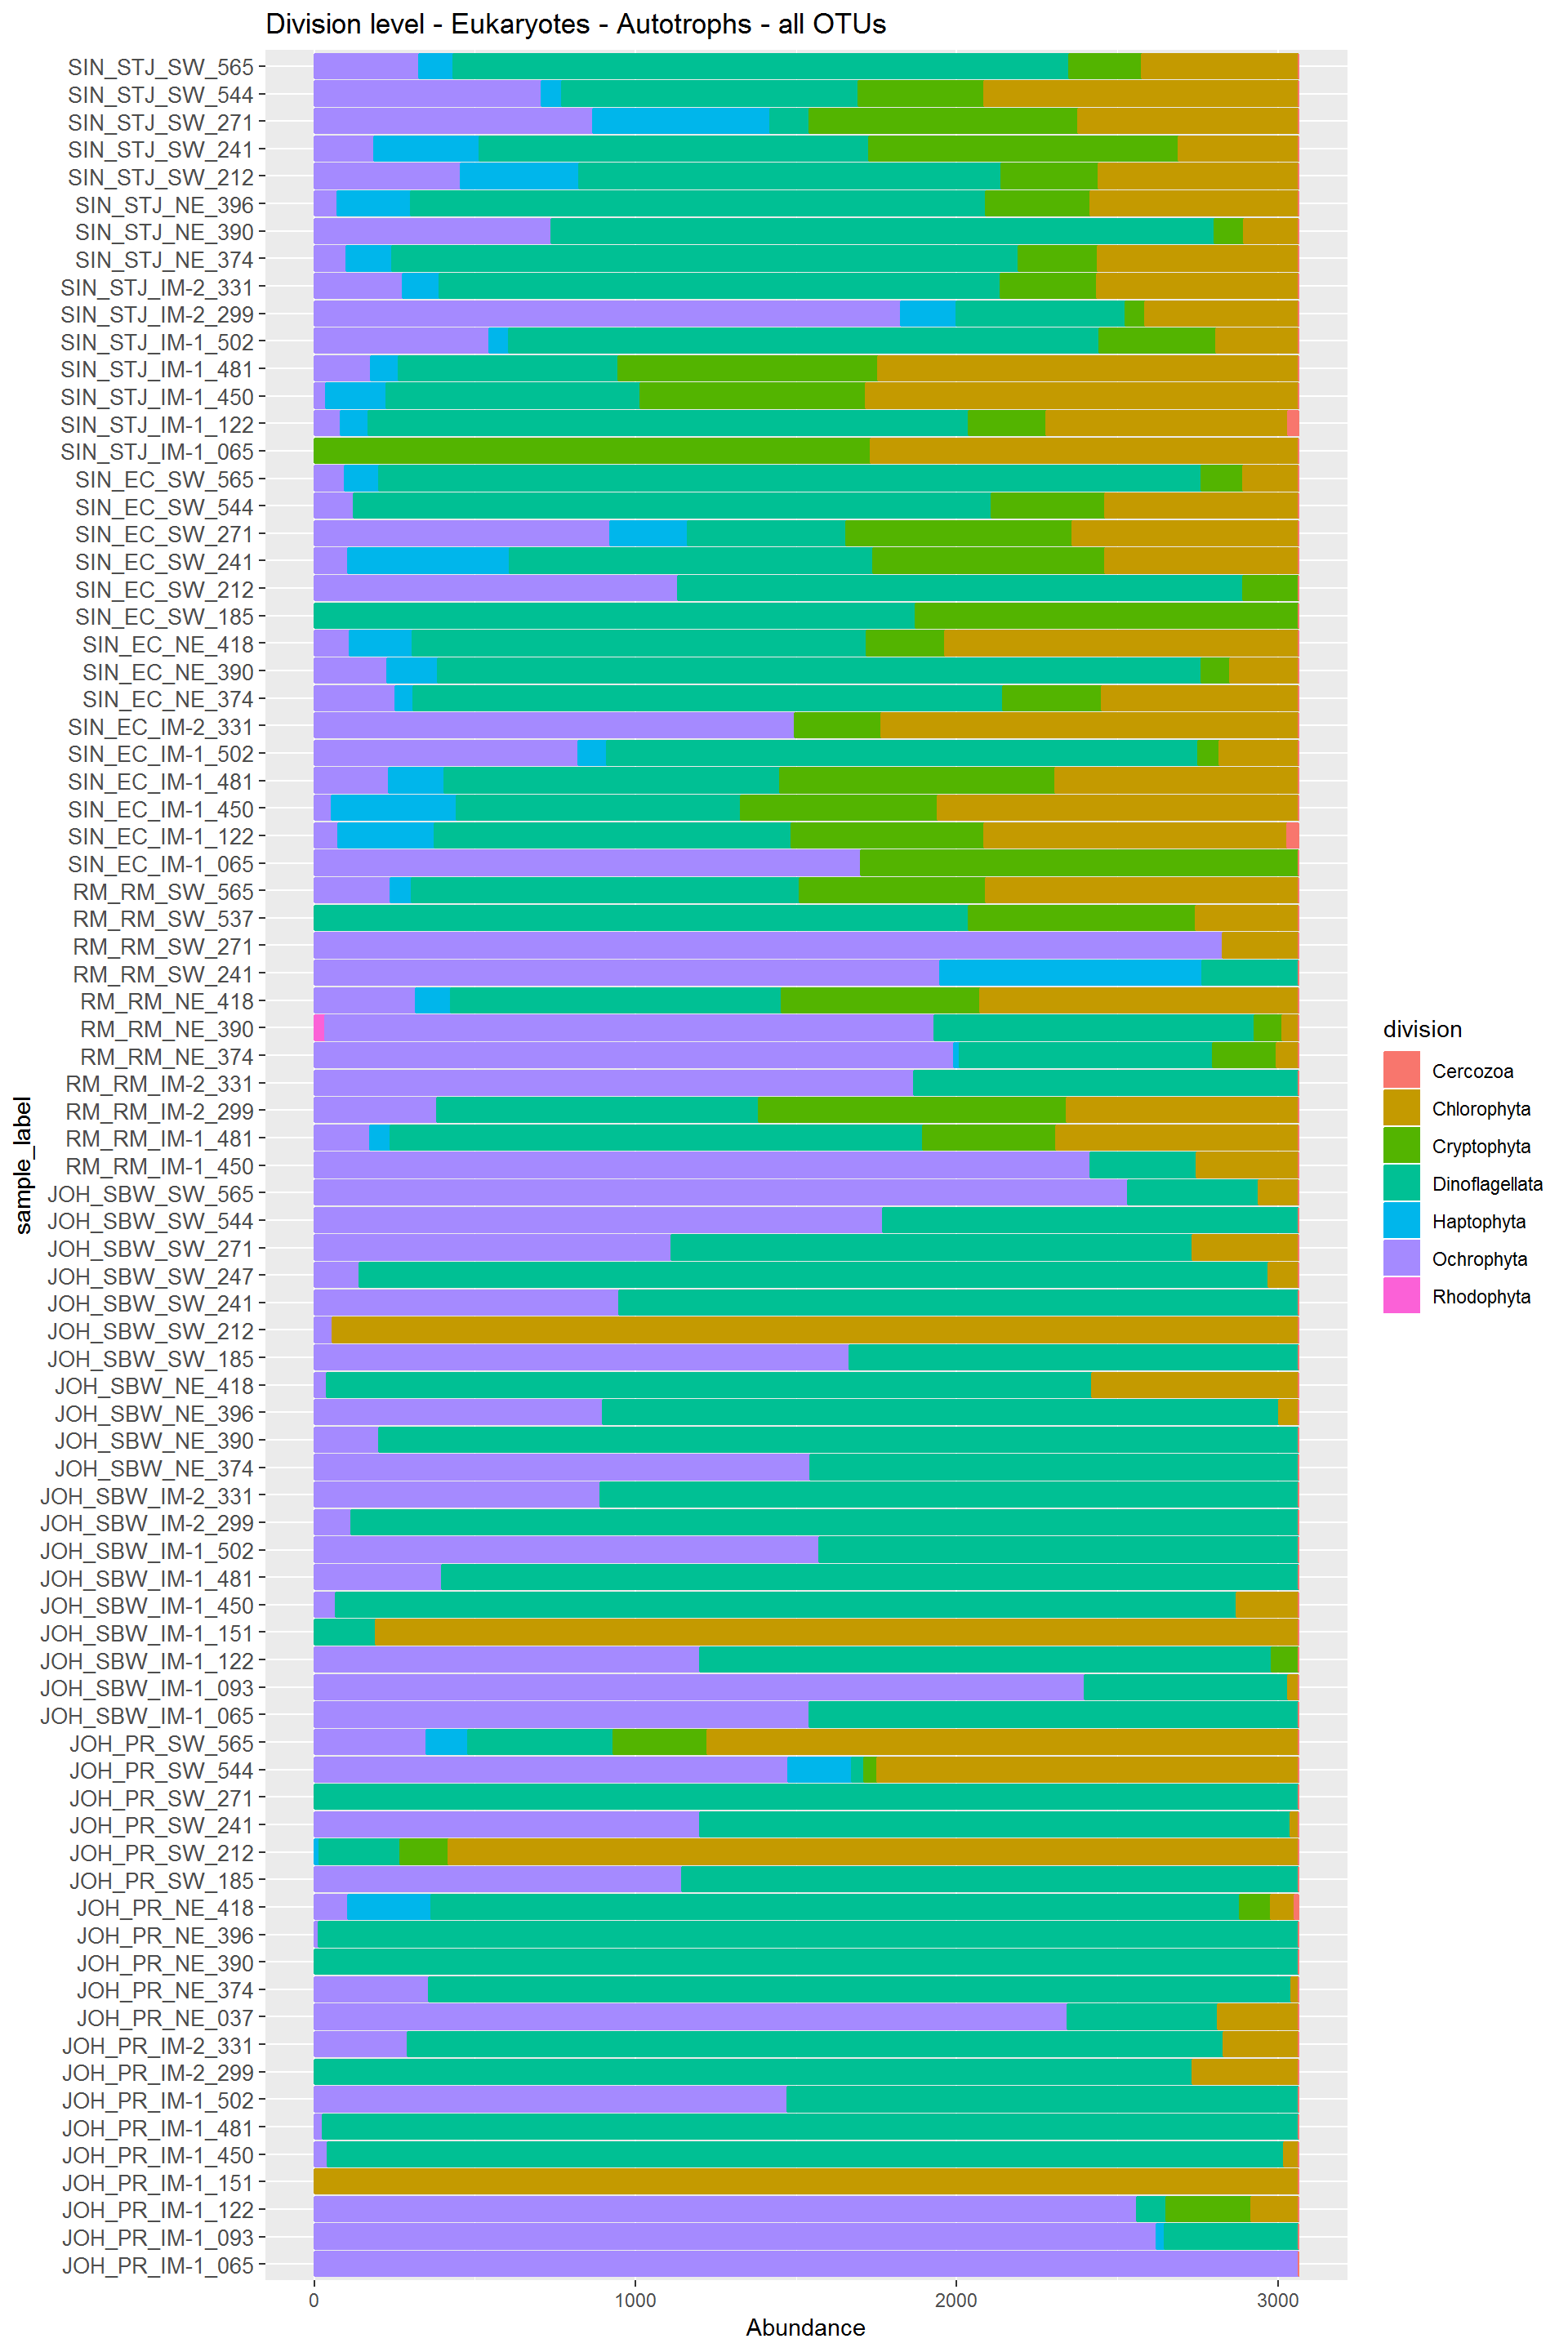 Division level - Eukaryotes - Autotrophs - all OTUs
SIN_STJ_SW_565
SIN_STJ_SW_544
SIN_STJ_SW_271
SIN_STJ_SW_241
SIN_STJ_SW_212
SIN_STJ_NE_396
SIN_STJ_NE_390
SIN_STJ_NE_374
SIN_STJ_IM-2_331
SIN_STJ_IM-2_299
SIN_STJ_IM-1_502
SIN_STJ_IM-1_481
SIN_STJ_IM-1_450
SIN_STJ_IM-1_122
SIN_STJ_IM-1_065
SIN_EC_SW_565
SIN_EC_SW_544
SIN_EC_SW_271
SIN_EC_SW_241
SIN_EC_SW_212
SIN_EC_SW_185
SIN_EC_NE_418
SIN_EC_NE_390
SIN_EC_NE_374
SIN_EC_IM-2_331
SIN_EC_IM-1_502
SIN_EC_IM-1_481
SIN_EC_IM-1_450
SIN_EC_IM-1_122
SIN_EC_IM-1_065
RM_RM_SW_565
RM_RM_SW_537
RM_RM_SW_271
RM_RM_SW_241
RM_RM_NE_418
RM_RM_NE_390
RM_RM_NE_374
RM_RM_IM-2_331
RM_RM_IM-2_299
RM_RM_IM-1_481
RM_RM_IM-1_450
JOH_SBW_SW_565
JOH_SBW_SW_544
JOH_SBW_SW_271
JOH_SBW_SW_247
JOH_SBW_SW_241
JOH_SBW_SW_212
JOH_SBW_SW_185
JOH_SBW_NE_418
JOH_SBW_NE_396
JOH_SBW_NE_390
JOH_SBW_NE_374
JOH_SBW_IM-2_331
JOH_SBW_IM-2_299
JOH_SBW_IM-1_502
JOH_SBW_IM-1_481
JOH_SBW_IM-1_450
JOH_SBW_IM-1_151
JOH_SBW_IM-1_122
JOH_SBW_IM-1_093
JOH_SBW_IM-1_065
JOH_PR_SW_565
JOH_PR_SW_544
JOH_PR_SW_271
JOH_PR_SW_241
JOH_PR_SW_212
JOH_PR_SW_185
JOH_PR_NE_418
JOH_PR_NE_396
JOH_PR_NE_390
JOH_PR_NE_374
JOH_PR_NE_037
JOH_PR_IM-2_331
JOH_PR_IM-2_299
JOH_PR_IM-1_502
JOH_PR_IM-1_481
JOH_PR_IM-1_450
JOH_PR_IM-1_151
JOH_PR_IM-1_122
JOH_PR_IM-1_093
JOH_PR_IM-1_065
sample_label
0 1000 2000 3000
Abundance
division
Cercozoa
Chlorophyta
Cryptophyta
Dinoflagellata
Haptophyta
Ochrophyta
Rhodophyta